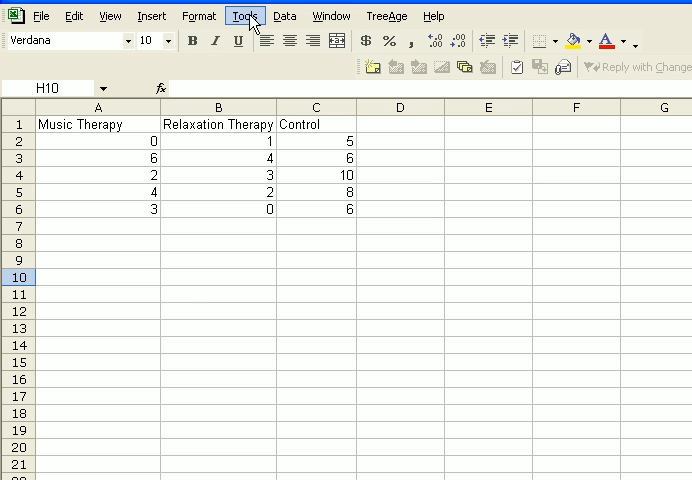 File Edit View Insert Format Tools Data Window TreeAge Help
Verdana 10 B I U $ % , .00 .00 A
Reply with Change
H10 fx
A B C D E F G
1 Music Therapy Relaxation Therapy Control
2 0 1 5
3 6 4 6
4 2 3 10
5 4 2 8
6 3 0 6
7
8
9
10
11
12
13
14
15
16
17
18
19
20
21